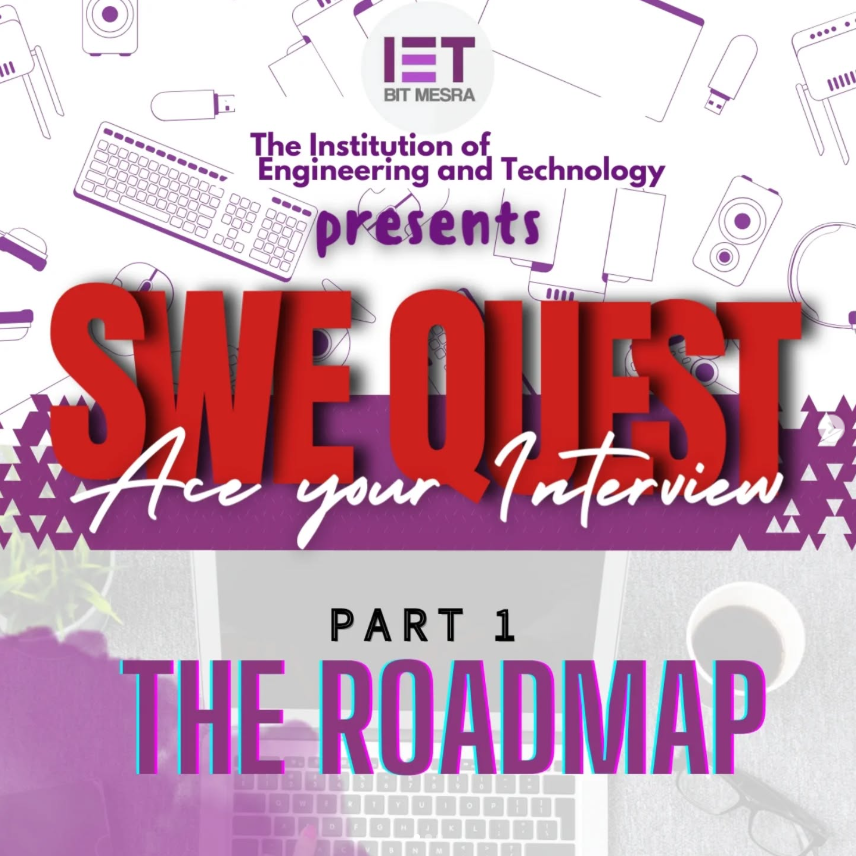 IET
BIT MESRA
The Institution of
Engineering and Technology
presents
SWE QUEST
Ace your Interview
PART 1
THE ROADMAP